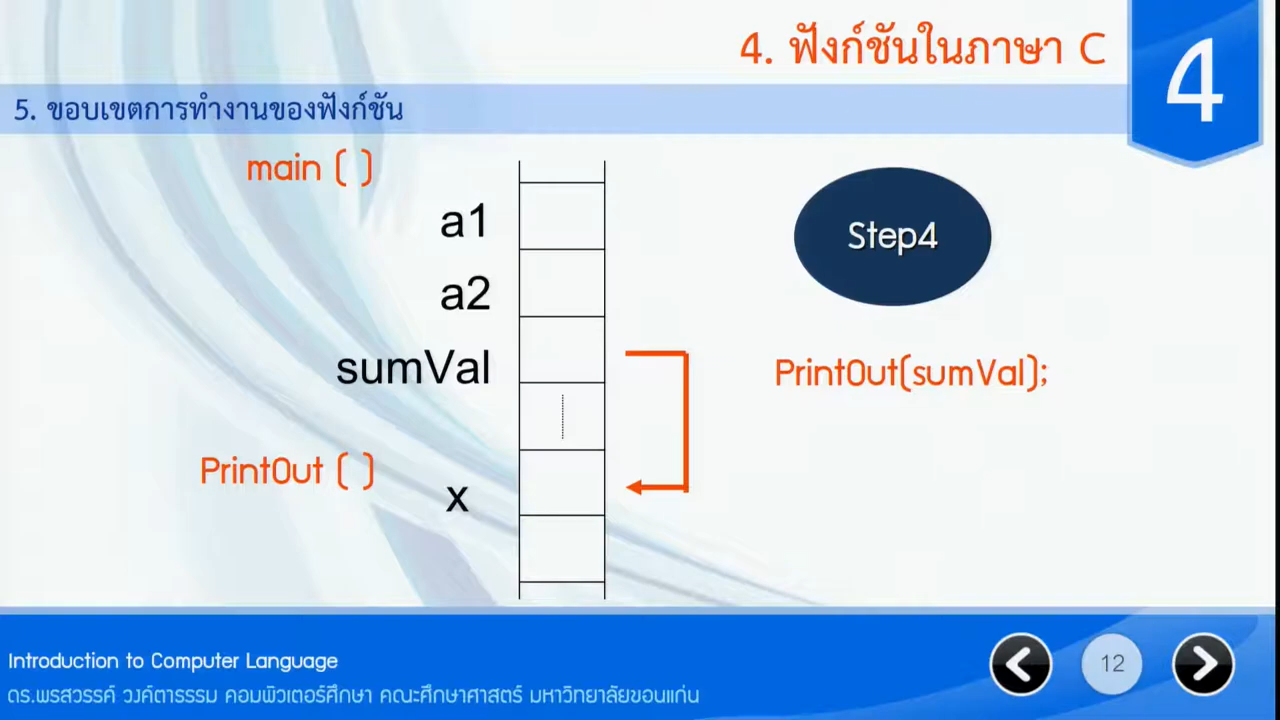 4. ฟังก์ชันในภาษา C
4
5. ขอบเขตการทำงานของฟังก์ชัน
main ( )
a1
Step4
a2
sumVal
PrintOut(sumVal);
PrintOut ( )
x
Introduction to Computer Language
12
ดร.พรสวรรค์ วงค์ตาธรรม คอมพิวเตอร์ศึกษา คณะศึกษาศาสตร์ มหาวิทยาลัยขอนแก่น